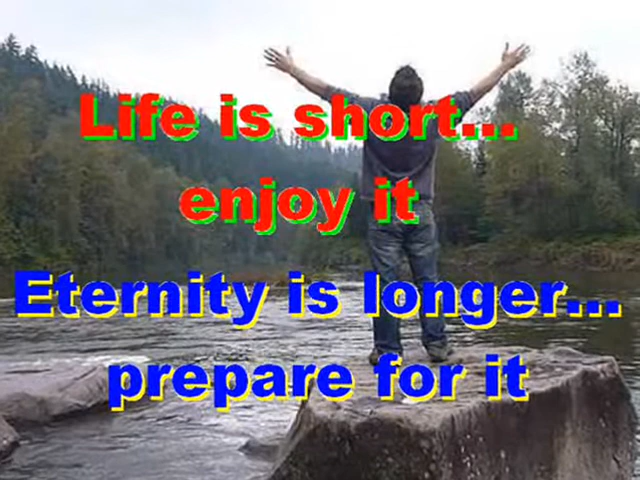 Life is short...
enjoy it
Eternity is longer...
prepare for it